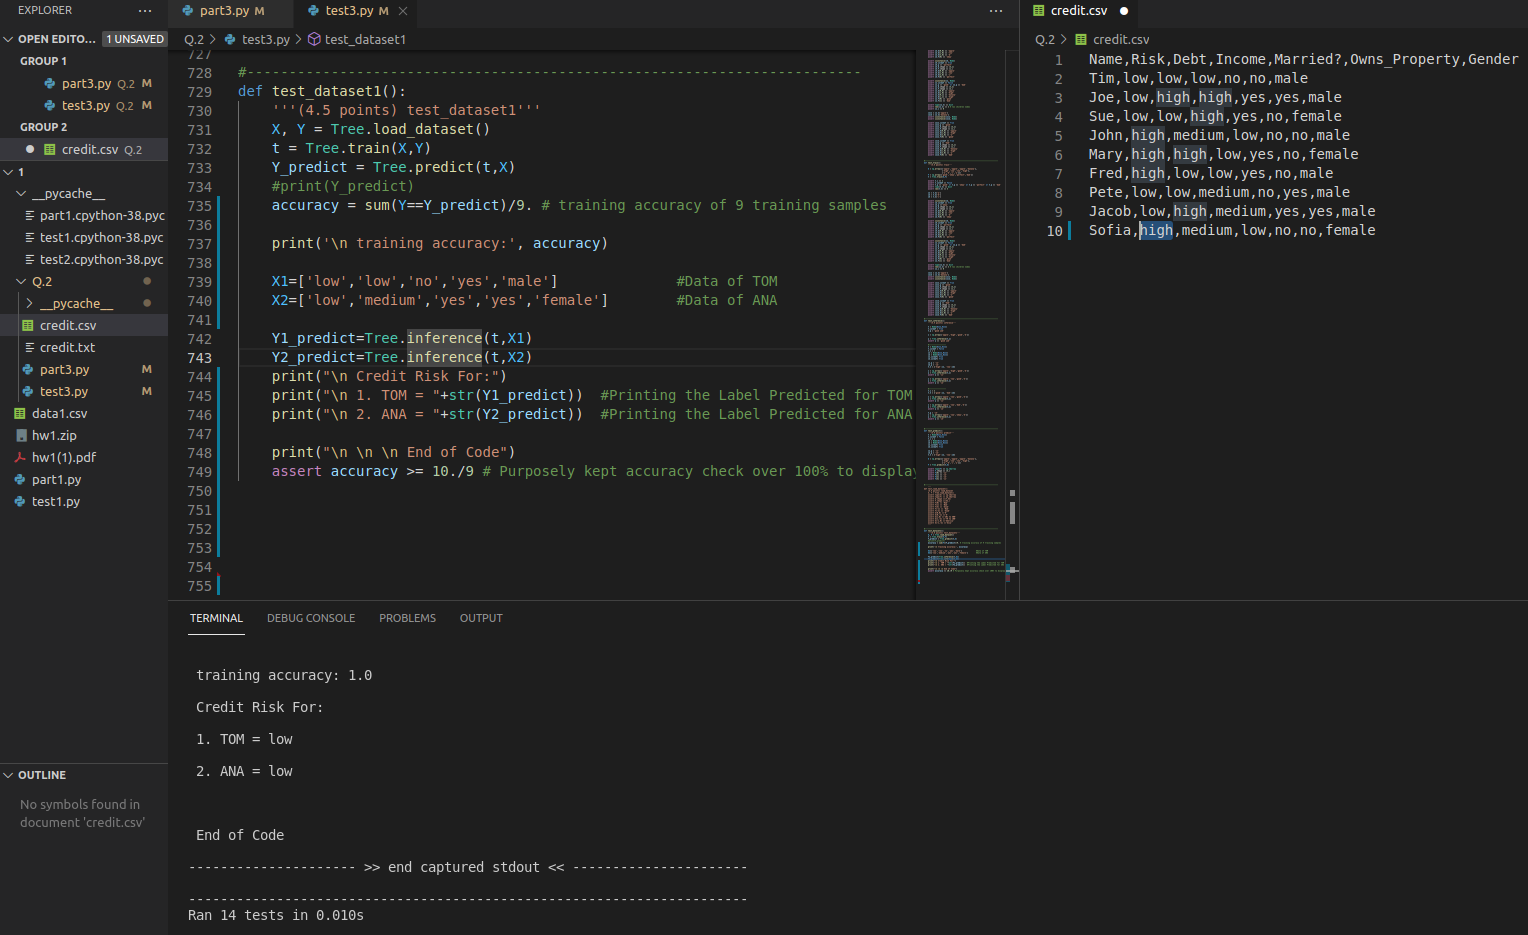 EXPLORER ···
OPEN EDITO... 1 UNSAVED
GROUP 1
part3.py Q.2 M
test3.py Q.2 M
GROUP 2
credit.csv Q.2
1
__pycache__
part1.cpython-38.pyc
test1.cpython-38.pyc
test2.cpython-38.pyc
Q.2
__pycache__
credit.csv
credit.txt
part3.py M
test3.py M
data1.csv
hw1.zip
hw1(1).pdf
part1.py
test1.py
OUTLINE
No symbols found in
document 'credit.csv'
part3.py M test3.py M ···
Q.2 > test3.py > test_dataset1
727
728 #-------------------------------------------------------------------------
729 def test_dataset1():
730 '''(4.5 points) test_dataset1'''
731 X, Y = Tree.load_dataset()
732 t = Tree.train(X,Y)
733 Y_predict = Tree.predict(t,X)
734 #print(Y_predict)
735 accuracy = sum(Y==Y_predict)/9. # training accuracy of 9 training samples
736
737 print('\n training accuracy:', accuracy)
738
739 X1=['low','low','no','yes','male'] #Data of TOM
740 X2=['low','medium','yes','yes','female'] #Data of ANA
741
742 Y1_predict=Tree.inference(t,X1)
743 Y2_predict=Tree.inference(t,X2)
744 print("\n Credit Risk For:")
745 print("\n 1. TOM = "+str(Y1_predict)) #Printing the Label Predicted for TOM
746 print("\n 2. ANA = "+str(Y2_predict)) #Printing the Label Predicted for ANA
747
748 print("\n \n \n End of Code")
749 assert accuracy >= 10./9 # Purposely kept accuracy check over 100% to display
750
751
752
753
754
755
credit.csv
Q.2 > credit.csv
1 Name,Risk,Debt,Income,Married?,Owns_Property,Gender
2 Tim,low,low,low,no,no,male
3 Joe,low,high,high,yes,yes,male
4 Sue,low,low,high,yes,no,female
5 John,high,medium,low,no,no,male
6 Mary,high,high,low,yes,no,female
7 Fred,high,low,low,yes,no,male
8 Pete,low,low,medium,no,yes,male
9 Jacob,low,high,medium,yes,yes,male
10 Sofia,high,medium,low,no,no,female
TERMINAL DEBUG CONSOLE PROBLEMS OUTPUT
training accuracy: 1.0
Credit Risk For:
1. TOM = low
2. ANA = low
End of Code
--------------------- >> end captured stdout << ----------------------
----------------------------------------------------------------------
Ran 14 tests in 0.010s